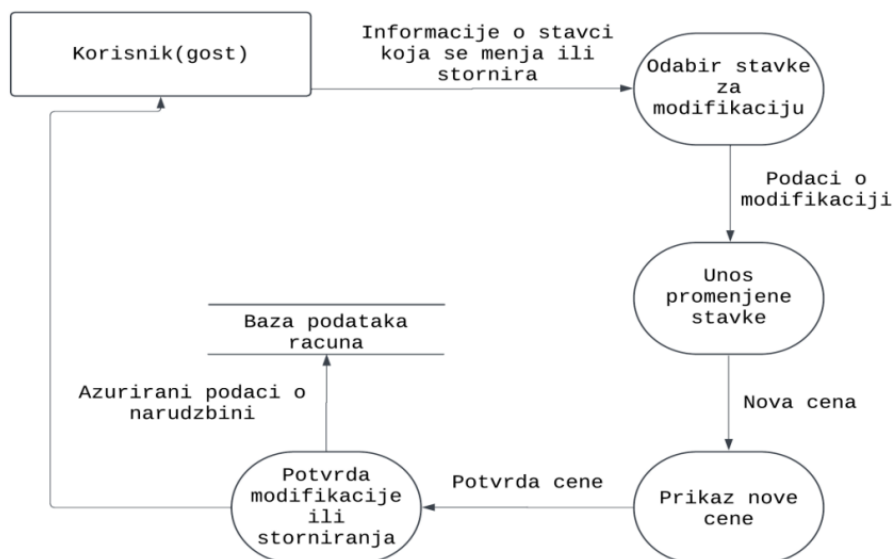 Korisnik(gost)
Informacije o stavci
koja se menja ili
stornira
Odabir stavke
za
modifikaciju
Podaci o
modifikaciji
Unos
promenjene
stavke
Baza podataka
racuna
Azurirani podaci o
narudzbini
Nova cena
Potvrda
modifikacije
ili
storniranja
Potvrda cene
Prikaz nove
cene